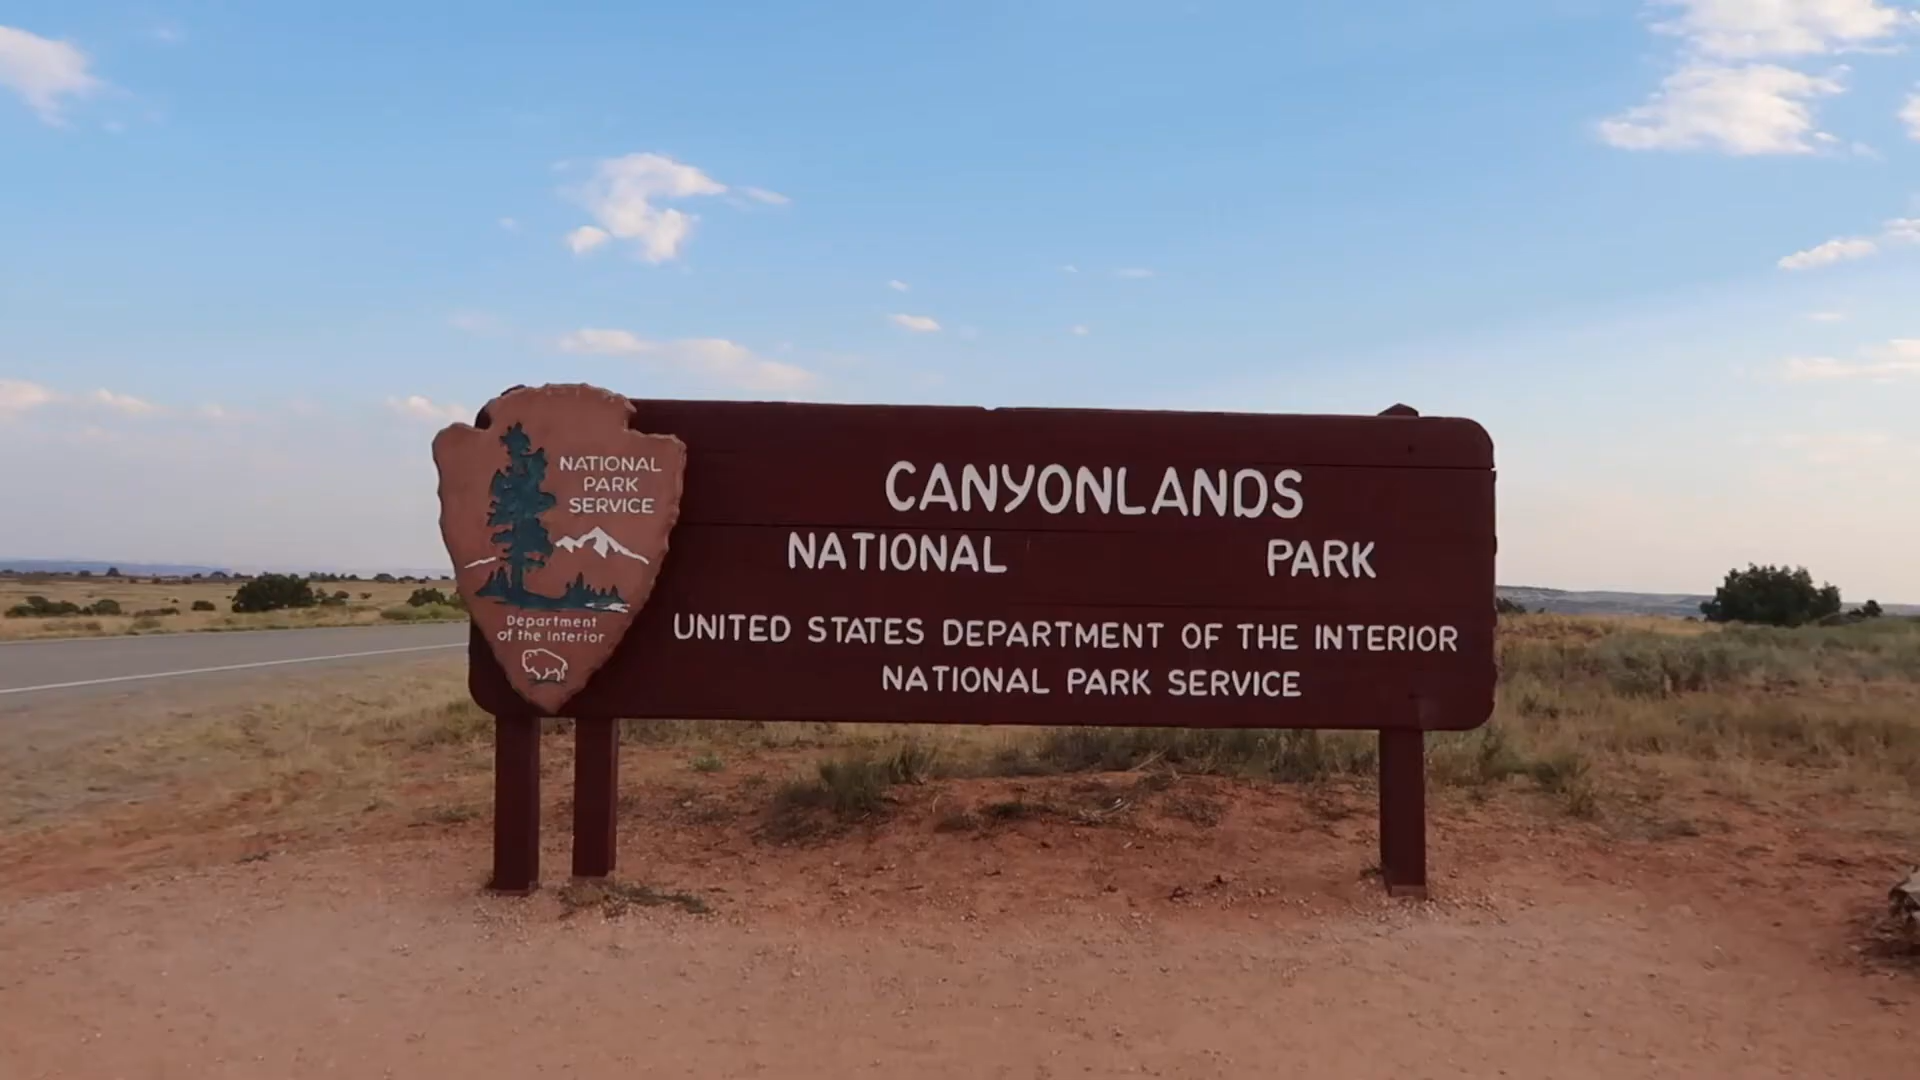 NATIONAL
PARK
SERVICE
Department
of the Interior
CANYONLANDS
NATIONAL PARK
UNITED STATES DEPARTMENT OF THE INTERIOR
NATIONAL PARK SERVICE